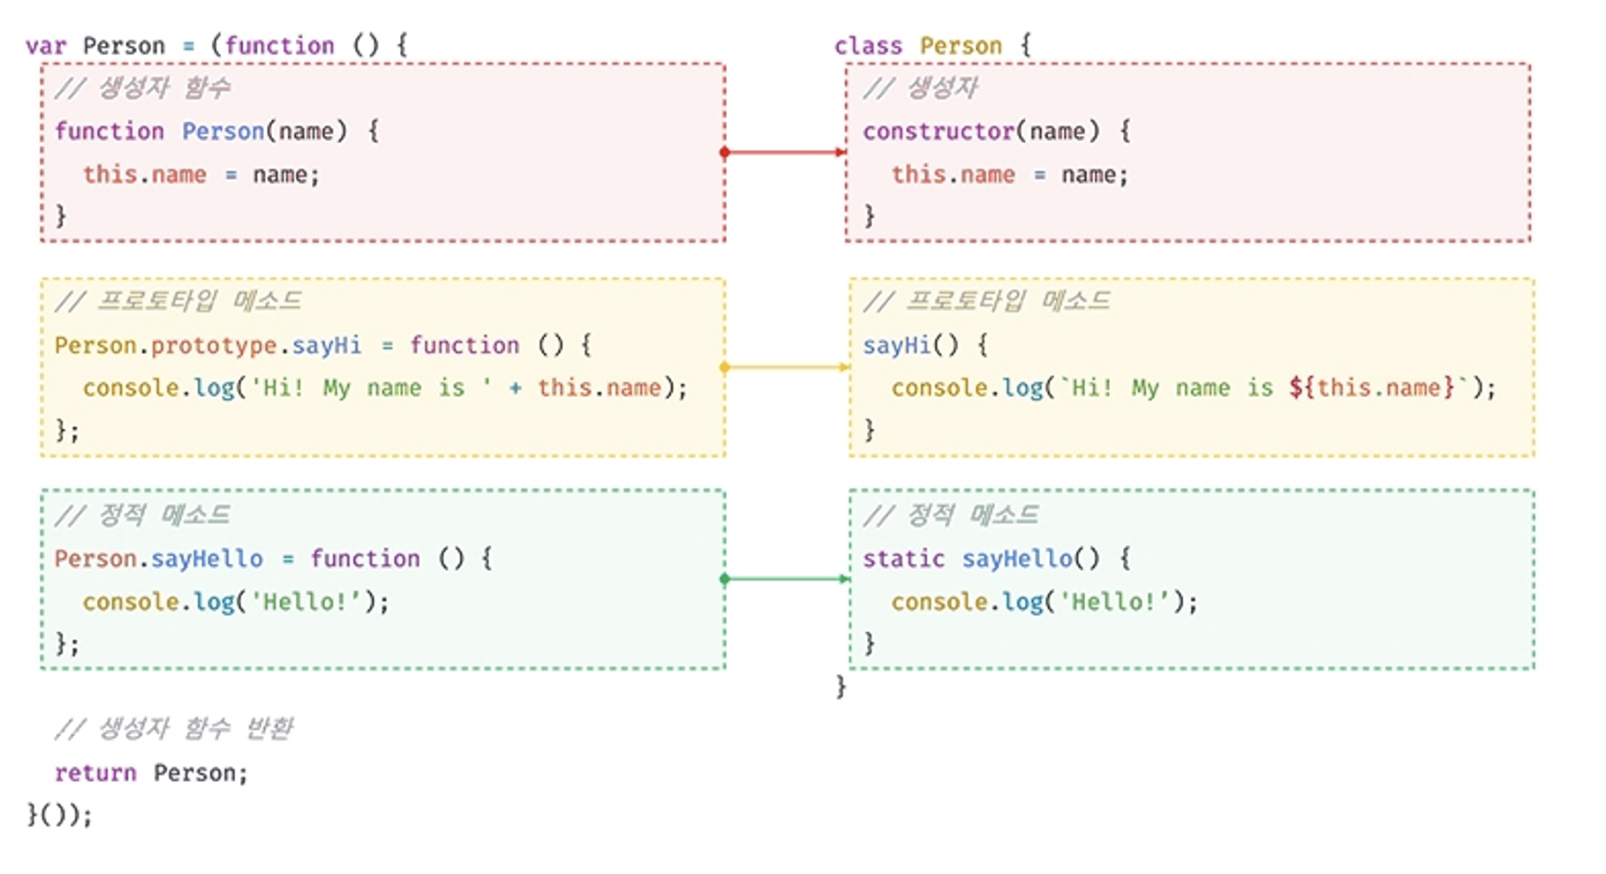 var Person = (function () {
// 생성자 함수
function Person(name) {
this.name = name;
}
// 프로토타입 메소드
Person.prototype.sayHi = function () {
console.log('Hi! My name is ' + this.name);
};
// 정적 메소드
Person.sayHello = function () {
console.log('Hello!');
};
// 생성자 함수 반환
return Person;
}());
class Person {
// 생성자
constructor(name) {
this.name = name;
}
// 프로토타입 메소드
sayHi() {
console.log(`Hi! My name is ${this.name}`);
}
// 정적 메소드
static sayHello() {
console.log('Hello!');
}
}